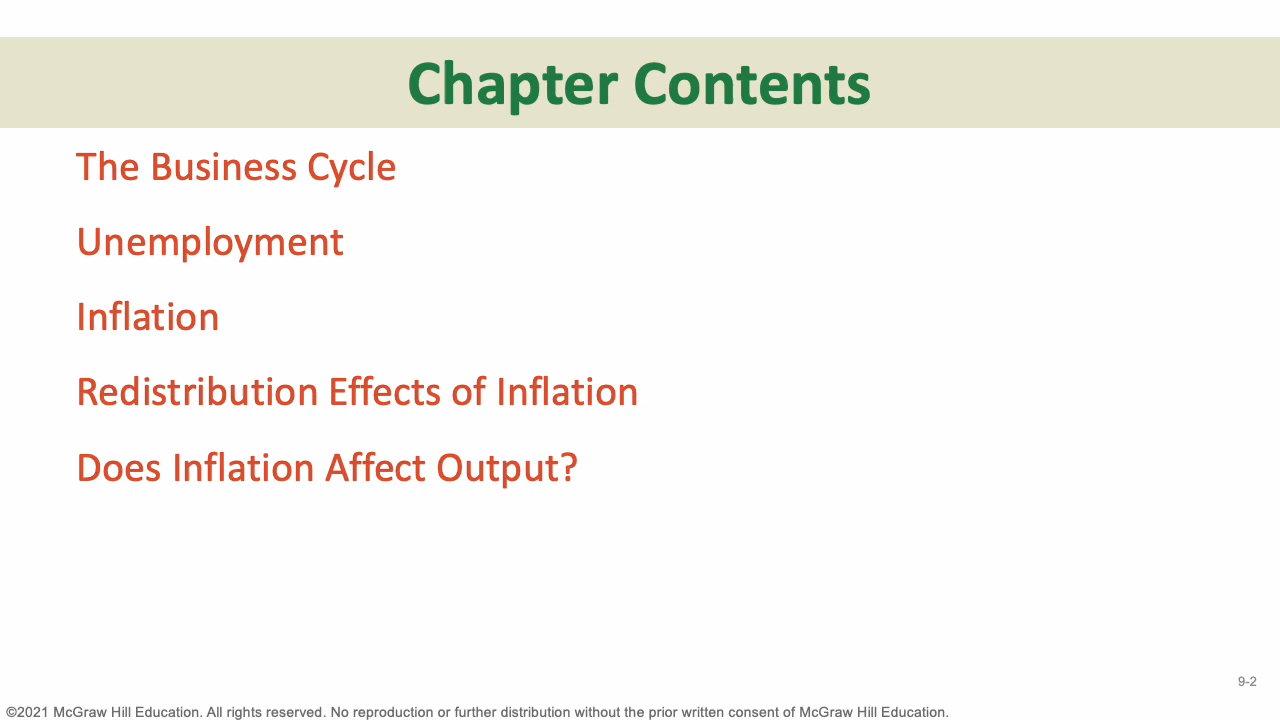 Chapter Contents
The Business Cycle
Unemployment
Inflation
Redistribution Effects of Inflation
Does Inflation Affect Output?
9-2
©2021 McGraw Hill Education. All rights reserved. No reproduction or further distribution without the prior written consent of McGraw Hill Education.